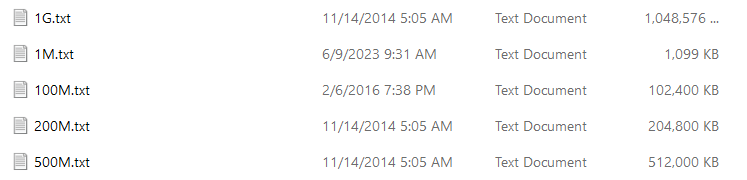 1G.txt 11/14/2014 5:05 AM Text Document 1,048,576 ...
1M.txt 6/9/2023 9:31 AM Text Document 1,099 KB
100M.txt 2/6/2016 7:38 PM Text Document 102,400 KB
200M.txt 11/14/2014 5:05 AM Text Document 204,800 KB
500M.txt 11/14/2014 5:05 AM Text Document 512,000 KB